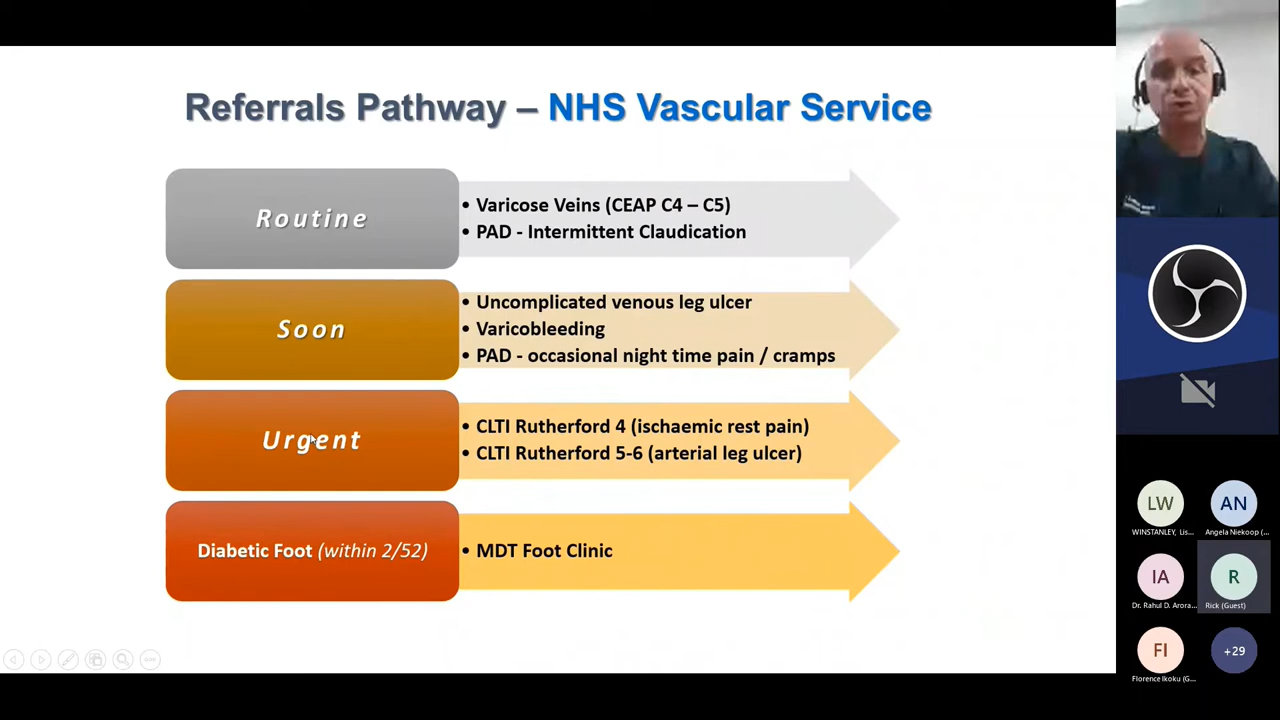 Referrals Pathway – NHS Vascular Service
Routine
• Varicose Veins (CEAP C4 – C5)
• PAD - Intermittent Claudication
Soon
• Uncomplicated venous leg ulcer
• Varicobleeding
• PAD - occasional night time pain / cramps
Urgent
• CLTI Rutherford 4 (ischaemic rest pain)
• CLTI Rutherford 5-6 (arterial leg ulcer)
Diabetic Foot (within 2/52)
• MDT Foot Clinic
LW
AN
WINSTANLEY, Lis...
Angela Niekoop (...
IA
R
Dr. Rahul D. Arora...
Rick (Guest)
FI
+29
Florence Ikoku (G...